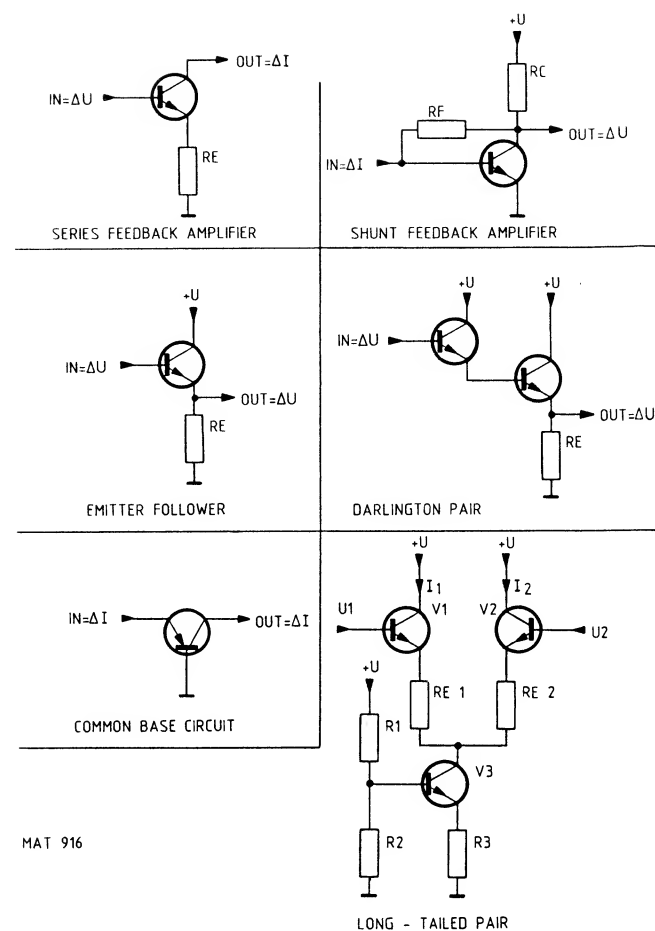 OUT=ΔI
IN=ΔU
RE
SERIES FEEDBACK AMPLIFIER
+U
RC
RF
OUT=ΔU
IN=ΔI
SHUNT FEEDBACK AMPLIFIER
+U
IN=ΔU
OUT=ΔU
RE
EMITTER FOLLOWER
+U
+U
IN=ΔU
OUT=ΔU
RE
DARLINGTON PAIR
IN=ΔI
OUT=ΔI
COMMON BASE CIRCUIT
+U
+U
I1
I2
U1
V1
V2
U2
+U
RE 1
RE 2
R1
V3
R2
R3
MAT 916
LONG - TAILED PAIR